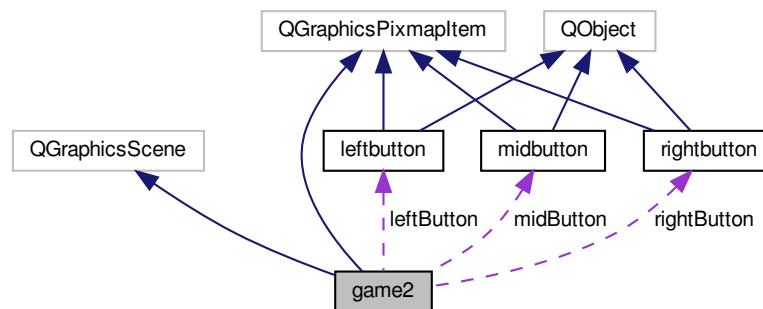 QGraphicsPixmapItem
QObject
QGraphicsScene
leftbutton
midbutton
rightbutton
leftButton
midButton
rightButton
game2